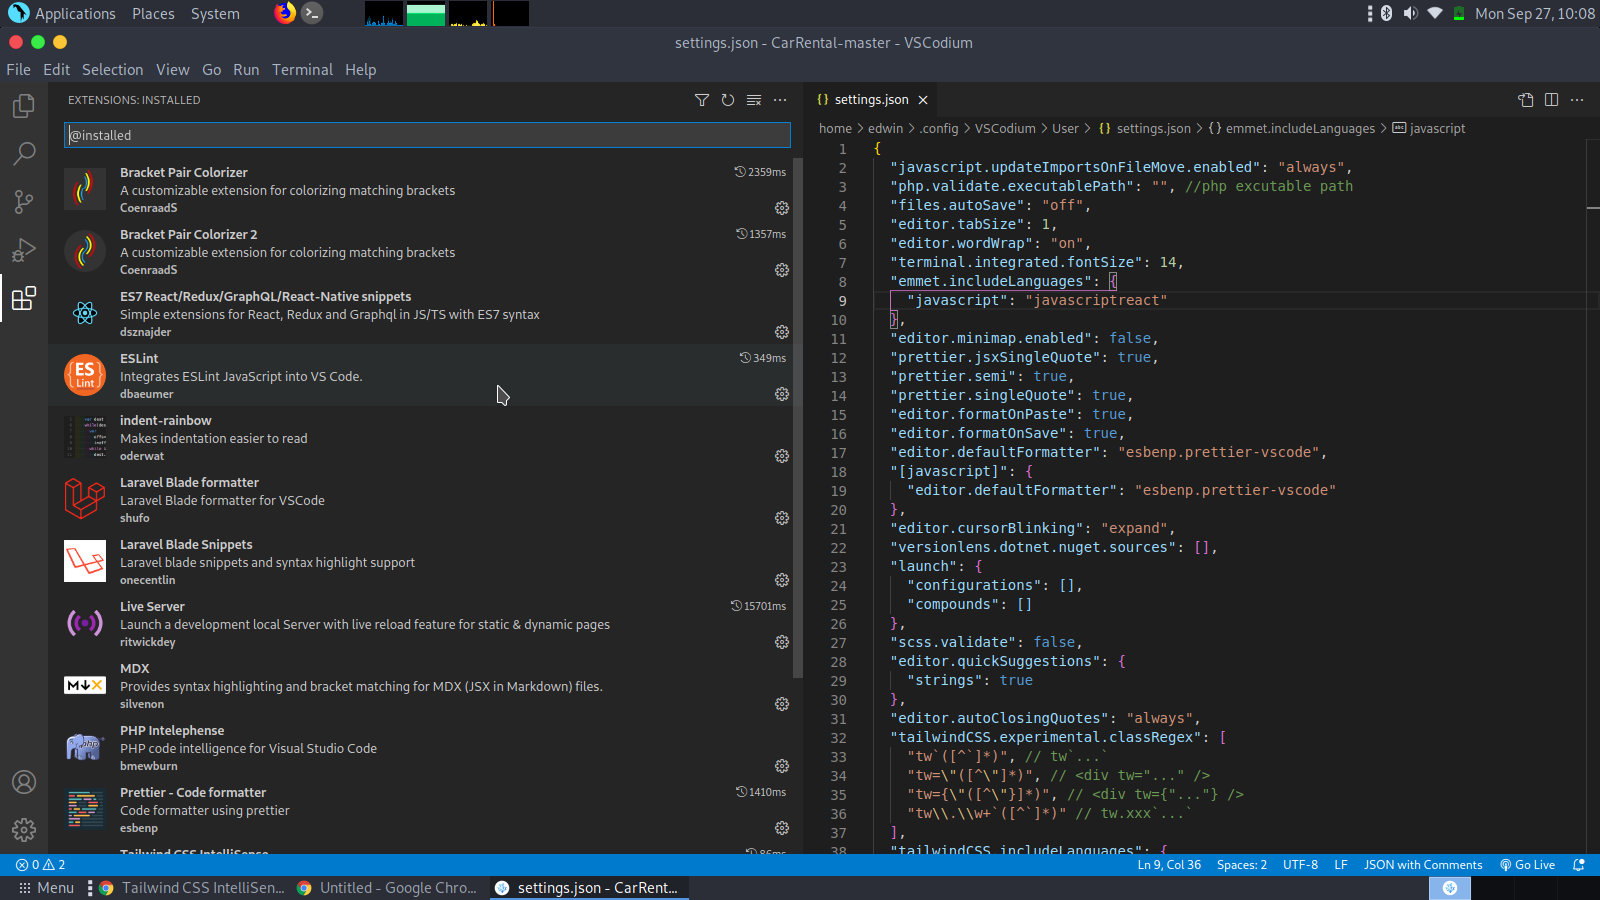 Applications Places System
Mon Sep 27, 10:08
settings.json - CarRental-master - VSCodium
File Edit Selection View Go Run Terminal Help
EXTENSIONS: INSTALLED
@installed
Bracket Pair Colorizer 2359ms
A customizable extension for colorizing matching brackets
CoenraadS
Bracket Pair Colorizer 2 1357ms
A customizable extension for colorizing matching brackets
CoenraadS
ES7 React/Redux/GraphQL/React-Native snippets
Simple extensions for React, Redux and Graphql in JS/TS with ES7 syntax
dsznajder
ES Lint
ESLint 349ms
Integrates ESLint JavaScript into VS Code.
dbaeumer
indent-rainbow
Makes indentation easier to read
oderwat
Laravel Blade formatter
Laravel Blade formatter for VSCode
shufo
Laravel Blade Snippets
Laravel blade snippets and syntax highlight support
onecentlin
Live Server 15701ms
Launch a development local Server with live reload feature for static & dynamic pages
ritwickdey
MDX
Provides syntax highlighting and bracket matching for MDX (JSX in Markdown) files.
silvenon
PHP Intelephense
PHP code intelligence for Visual Studio Code
bmewburn
php
Prettier - Code formatter 1410ms
Code formatter using prettier
esbenp
Tailwind CSS IntelliSense 86ms
settings.json
home > edwin > .config > VSCodium > User > {} settings.json > {} emmet.includeLanguages > javascript
1 {
2 "javascript.updateImportsOnFileMove.enabled": "always",
3 "php.validate.executablePath": "", //php excutable path
4 "files.autoSave": "off",
5 "editor.tabSize": 1,
6 "editor.wordWrap": "on",
7 "terminal.integrated.fontSize": 14,
8 "emmet.includeLanguages": {
9 "javascript": "javascriptreact"
10 },
11 "editor.minimap.enabled": false,
12 "prettier.jsxSingleQuote": true,
13 "prettier.semi": true,
14 "prettier.singleQuote": true,
15 "editor.formatOnPaste": true,
16 "editor.formatOnSave": true,
17 "editor.defaultFormatter": "esbenp.prettier-vscode",
18 "[javascript]": {
19 "editor.defaultFormatter": "esbenp.prettier-vscode"
20 },
21 "editor.cursorBlinking": "expand",
22 "versionlens.dotnet.nuget.sources": [],
23 "launch": {
24 "configurations": [],
25 "compounds": []
26 },
27 "scss.validate": false,
28 "editor.quickSuggestions": {
29 "strings": true
30 },
31 "editor.autoClosingQuotes": "always",
32 "tailwindCSS.experimental.classRegex": [
33 "tw`([^`]*)", // tw`...`
34 "tw=\"([^\"]*)", // <div tw="..." />
35 "tw={\"([^\"}]*)", // <div tw={"..."} />
36 "tw\\.\\w+`([^`]*)" // tw.xxx`...`
37 ],
38 "tailwindCSS.includeLanguages": {
0 2
Ln 9, Col 36 Spaces: 2 UTF-8 LF JSON with Comments Go Live
Menu Tailwind CSS IntelliSen... Untitled - Google Chro... settings.json - CarRent...